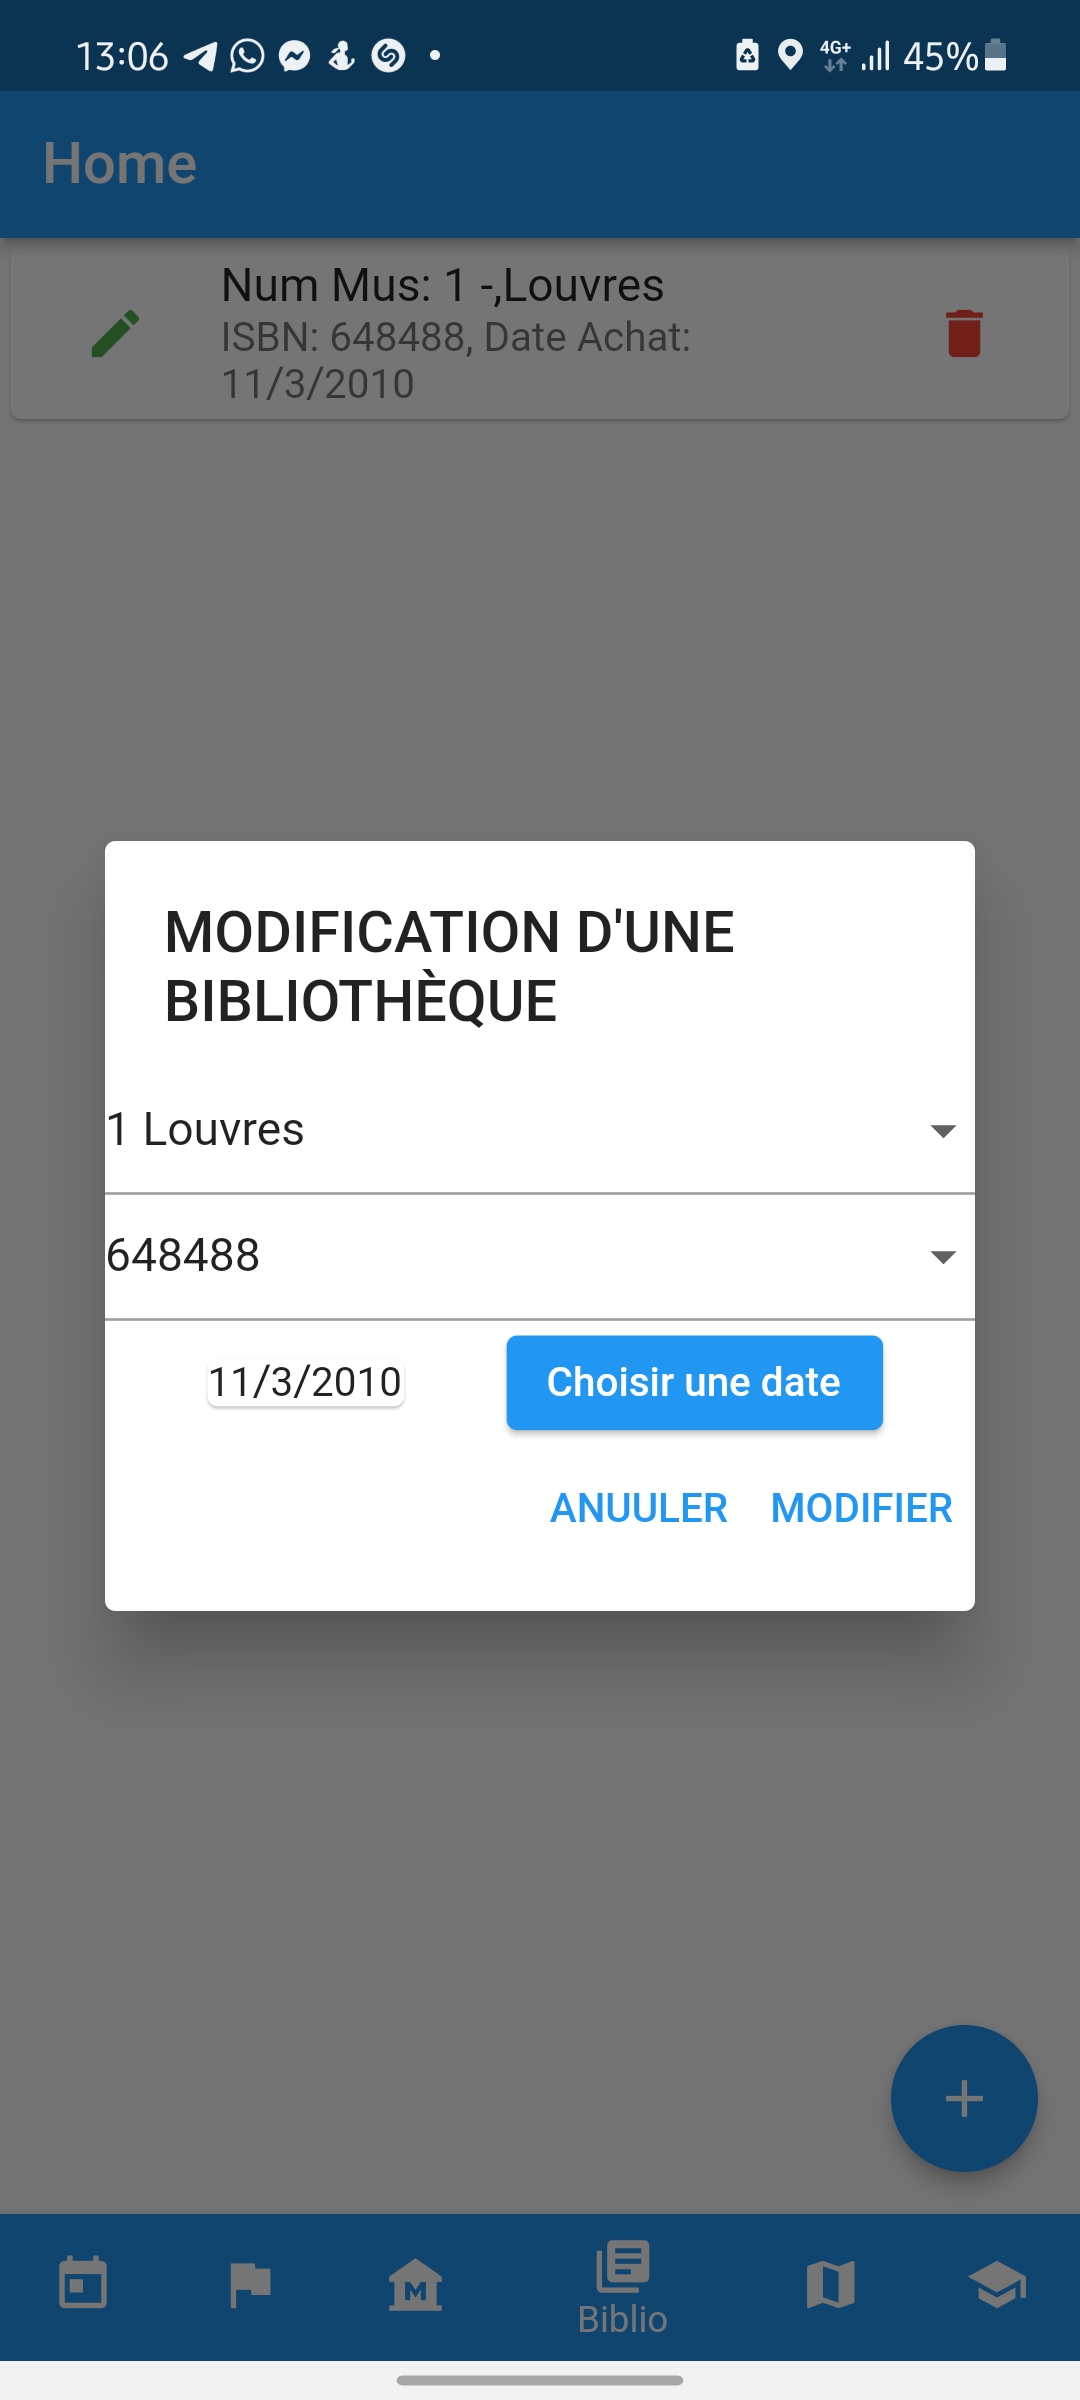 13:06
4G+
45%
Home
Num Mus: 1 -,Louvres
ISBN: 648488, Date Achat:
11/3/2010
MODIFICATION D'UNE
BIBLIOTHÈQUE
1 Louvres
648488
11/3/2010 Choisir une date
ANUULER MODIFIER
M
Biblio